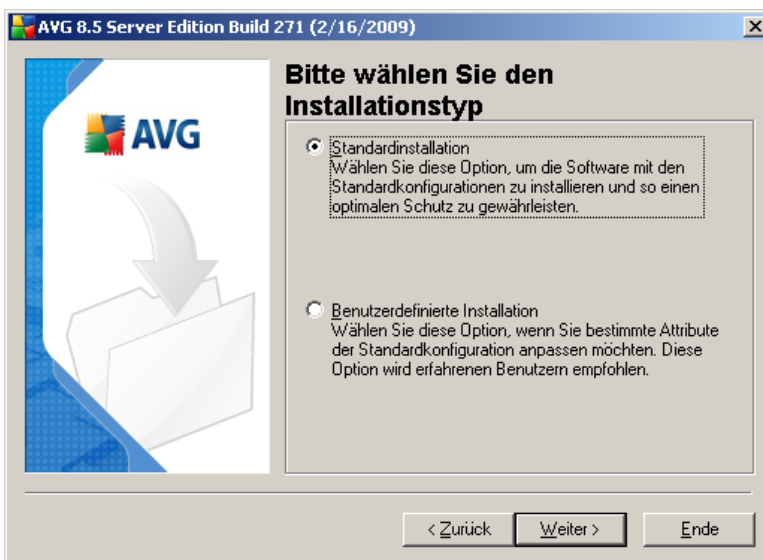 AVG 8.5 Server Edition Build 271 (2/16/2009)
AVG
Bitte wählen Sie den
Installationstyp
Standardinstallation
Wählen Sie diese Option, um die Software mit den
Standardkonfigurationen zu installieren und so einen
optimalen Schutz zu gewährleisten.
Benutzerdefinierte Installation
Wählen Sie diese Option, wenn Sie bestimmte Attribute
der Standardkonfiguration anpassen möchten. Diese
Option wird erfahrenen Benutzern empfohlen.
< Zurück
Weiter >
Ende